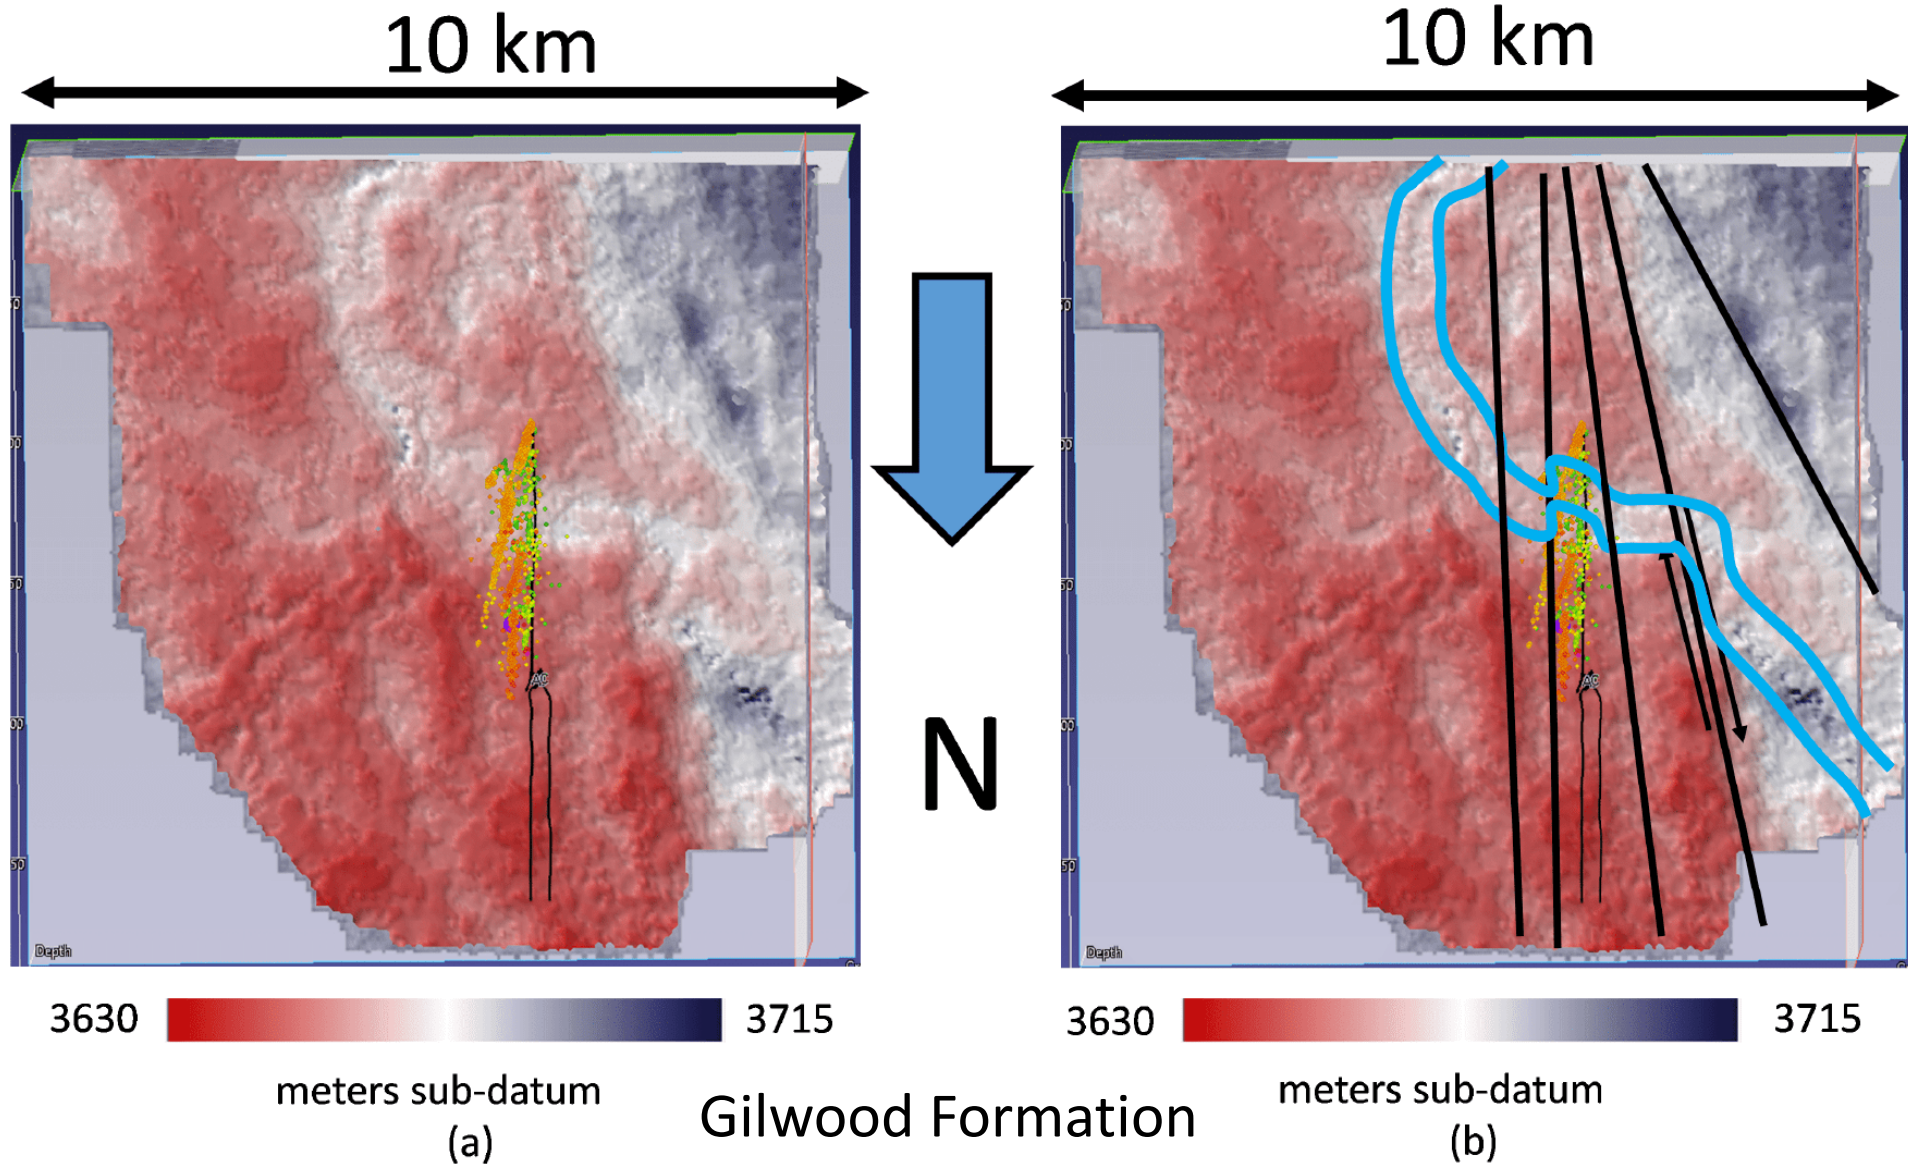 10 km
10 km
N
Depth
Depth
3630
3715
3630
3715
meters sub-datum
meters sub-datum
Gilwood Formation
(a)
(b)